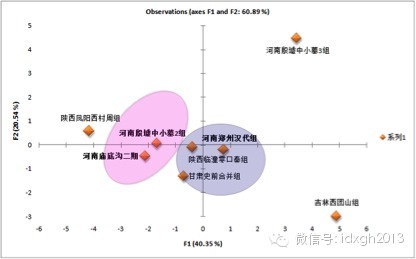 Observations (axes F1 and F2: 60.89 %)
5
河南殷墟中小墓3组
4
3
2
陕西凤阳西村周组
1
河南殷墟中小墓2组
河南郑州汉代组
系列1
0
河南庙底沟二期
陕西临潼零口秦组
-1
甘肃史前合并组
-2
吉林西团山组
-3
-4
-6 -5 -4 -3 -2 -1 0 1 2 3 4 5 6
F1 (40.35 %)
F2 (20.54 %)
微信号: idxgh2013